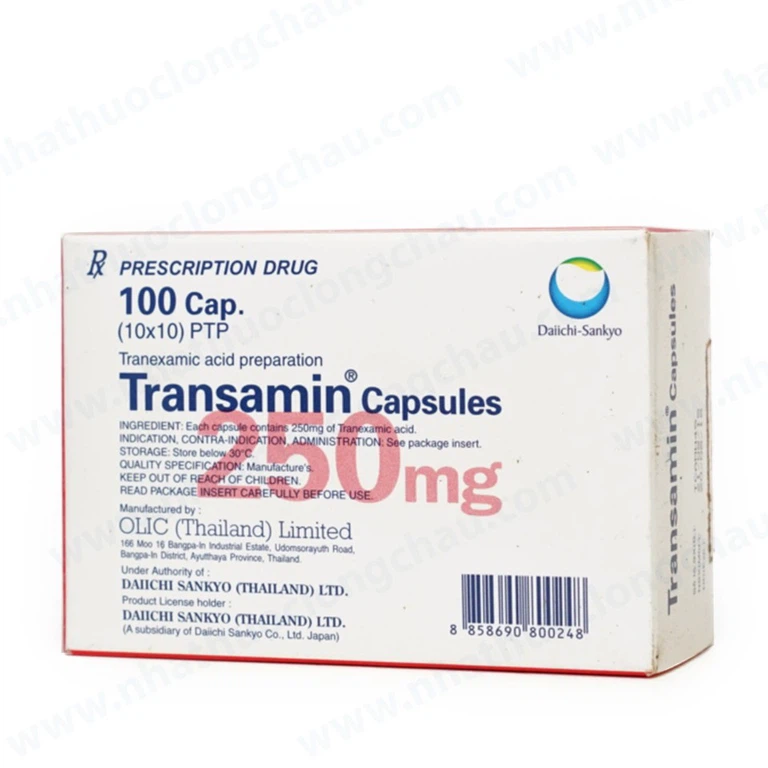 ℞ PRESCRIPTION DRUG
100 Cap.
(10x10) PTP
Tranexamic acid preparation
Transamin® Capsules
250mg
INGREDIENT: Each capsule contains 250mg of Tranexamic acid.
INDICATION, CONTRA-INDICATION, ADMINISTRATION: See package insert.
STORAGE: Store below 30°C.
QUALITY SPECIFICATION: Manufacture's.
KEEP OUT OF REACH OF CHILDREN.
READ PACKAGE INSERT CAREFULLY BEFORE USE.
Manufactured by :
OLIC (Thailand) Limited
166 Moo 16 Bangpa-In Industrial Estate, Udomsorayuth Road,
Bangpa-In District, Ayutthaya Province, Thailand.
Under Authority of :
DAIICHI SANKYO (THAILAND) LTD.
Product License holder :
DAIICHI SANKYO (THAILAND) LTD.
(A subsidiary of Daiichi Sankyo Co., Ltd. Japan)
Daiichi-Sankyo
8 858690 800248
Transamin® Capsules
www.nhathuoclongchau.com